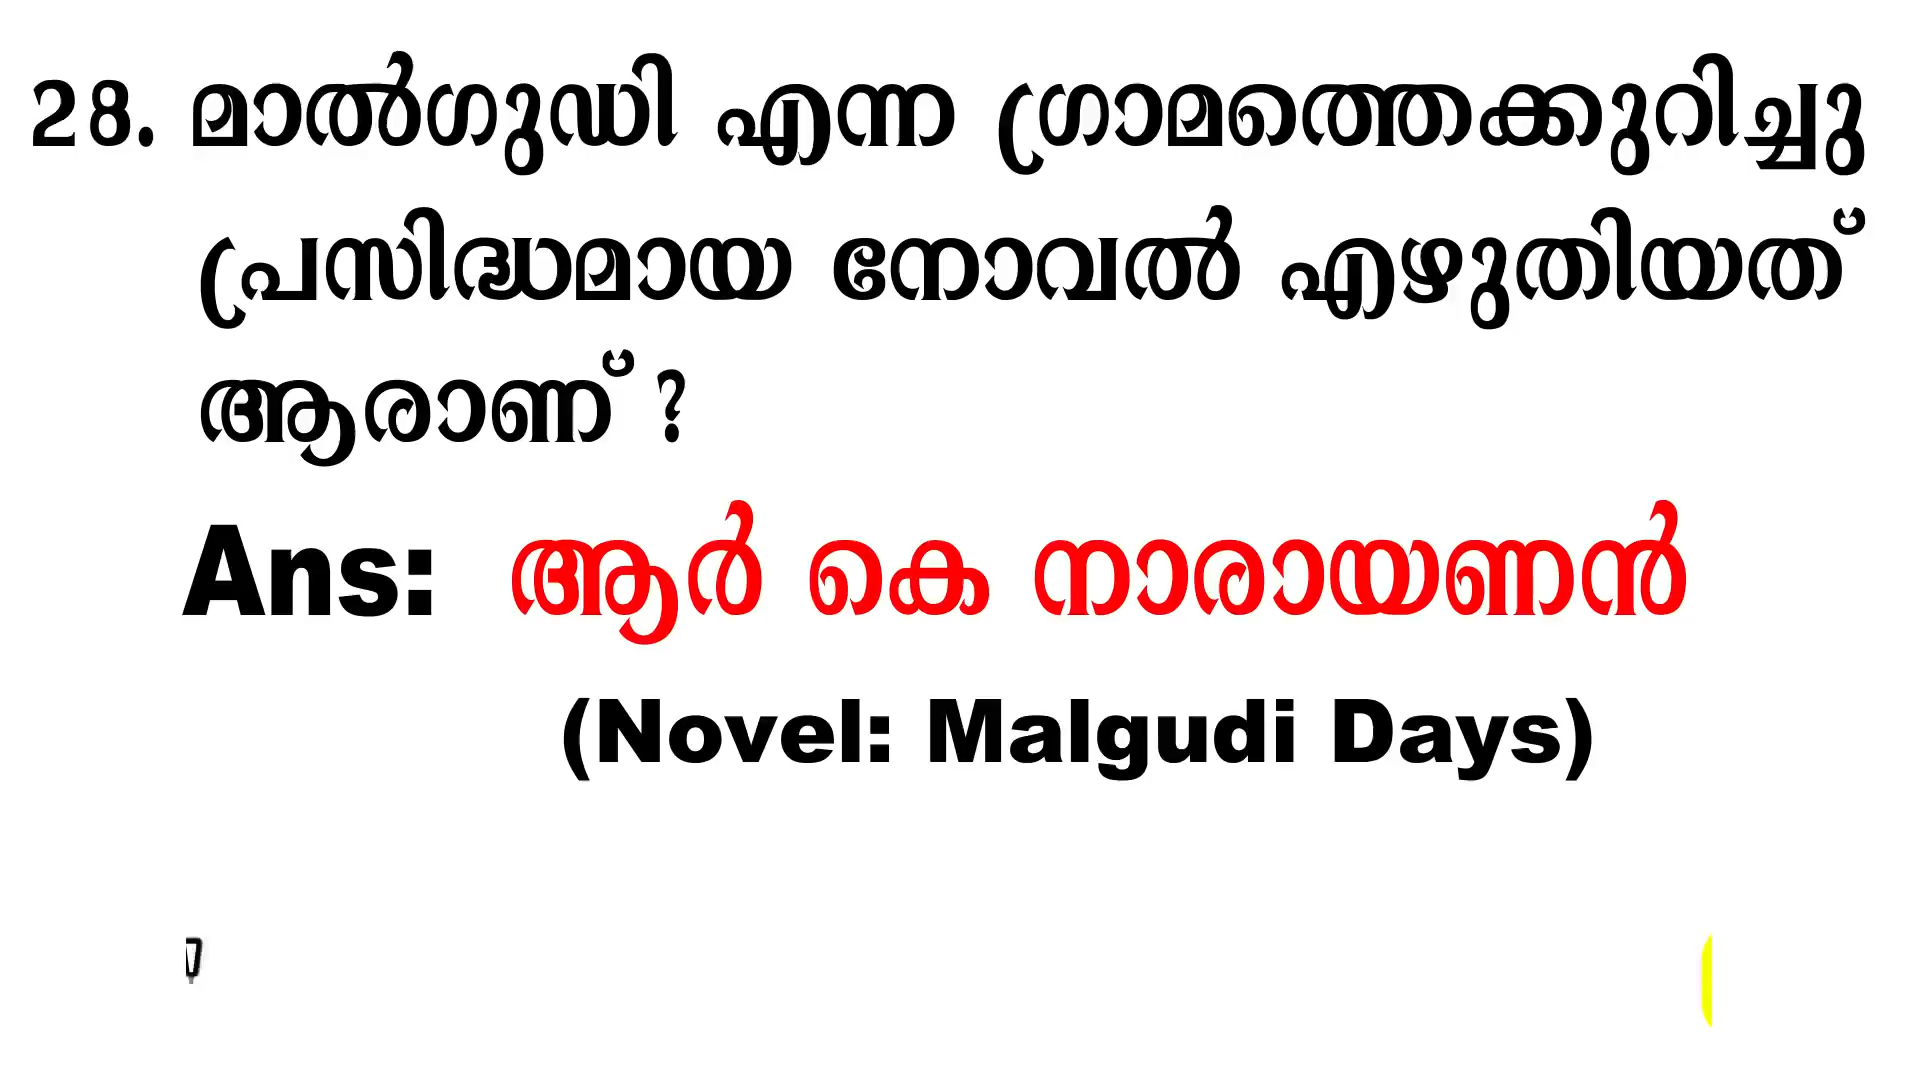 28. മാൽഗുഡി എന്ന ഗ്രാമത്തെക്കുറിച്ചു
പ്രസിദ്ധമായ നോവൽ എഴുതിയത്
ആരാണ് ?
Ans: ആർ കെ നാരായണൻ
(Novel: Malgudi Days)